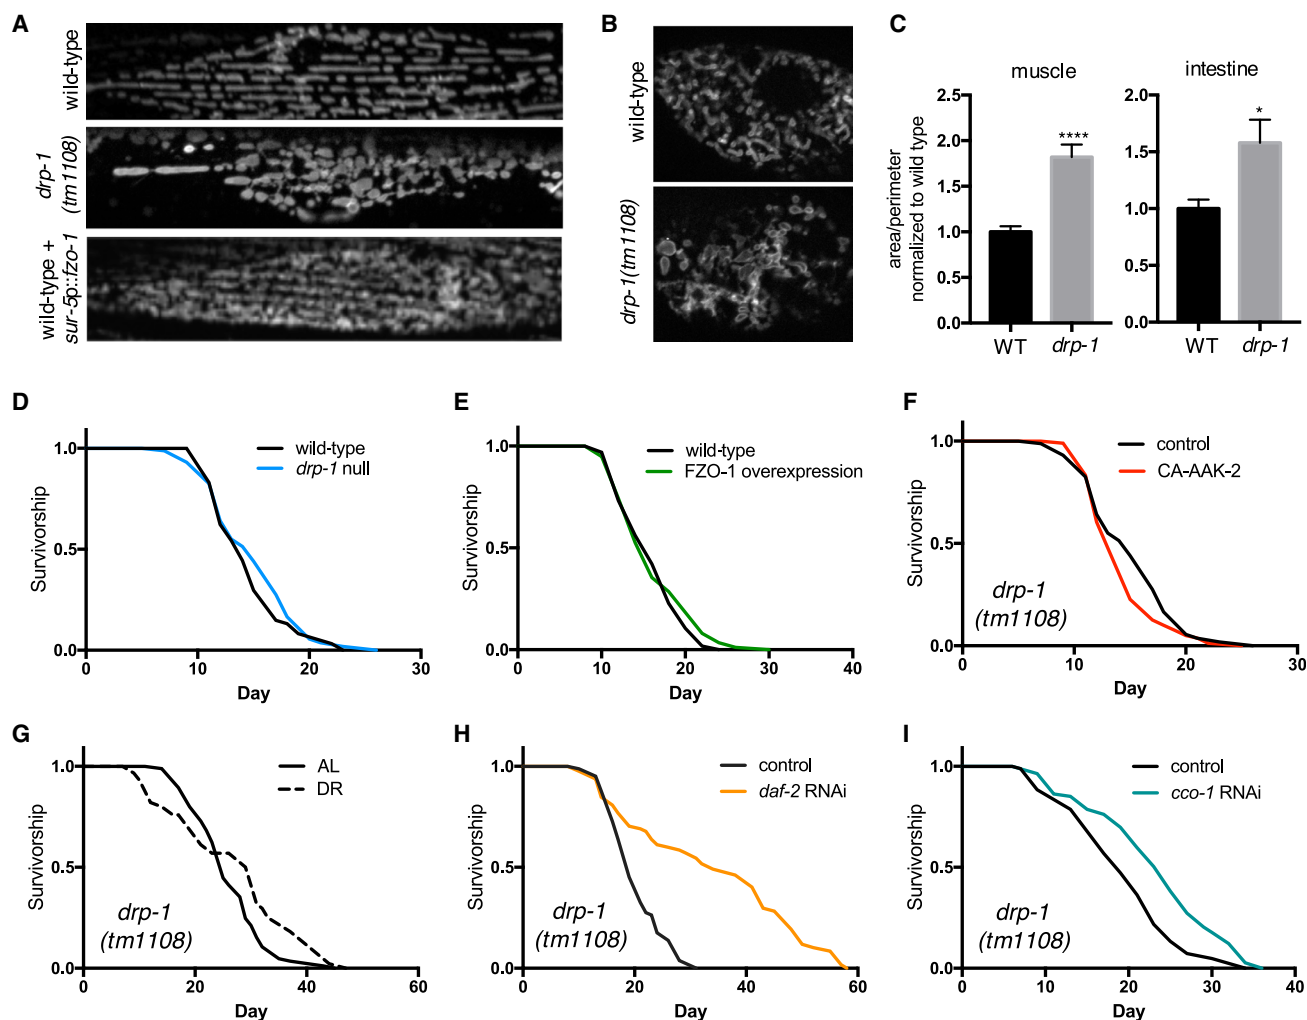 A
wild-type
drp-1
(tm1108)
wild-type +
sur-5p::fzo-1
B
wild-type
drp-1(tm1108)
C
muscle
area/perimeter
normalized to wild type
2.5
2.0
1.5
1.0
0.5
0.0
****
WT drp-1
intestine
2.0
1.5
1.0
0.5
0.0
*
WT drp-1
D
Survivorship
1.0
0.5
0.0
wild-type
drp-1 null
0 10 20 30
Day
E
Survivorship
1.0
0.5
0.0
wild-type
FZO-1 overexpression
0 10 20 30 40
Day
F
Survivorship
1.0
0.5
0.0
control
CA-AAK-2
drp-1
(tm1108)
0 10 20 30
Day
G
Survivorship
1.0
0.5
0.0
AL
DR
drp-1
(tm1108)
0 20 40 60
Day
H
Survivorship
1.0
0.5
0.0
control
daf-2 RNAi
drp-1
(tm1108)
0 20 40 60
Day
I
Survivorship
1.0
0.5
0.0
control
cco-1 RNAi
drp-1
(tm1108)
0 10 20 30 40
Day